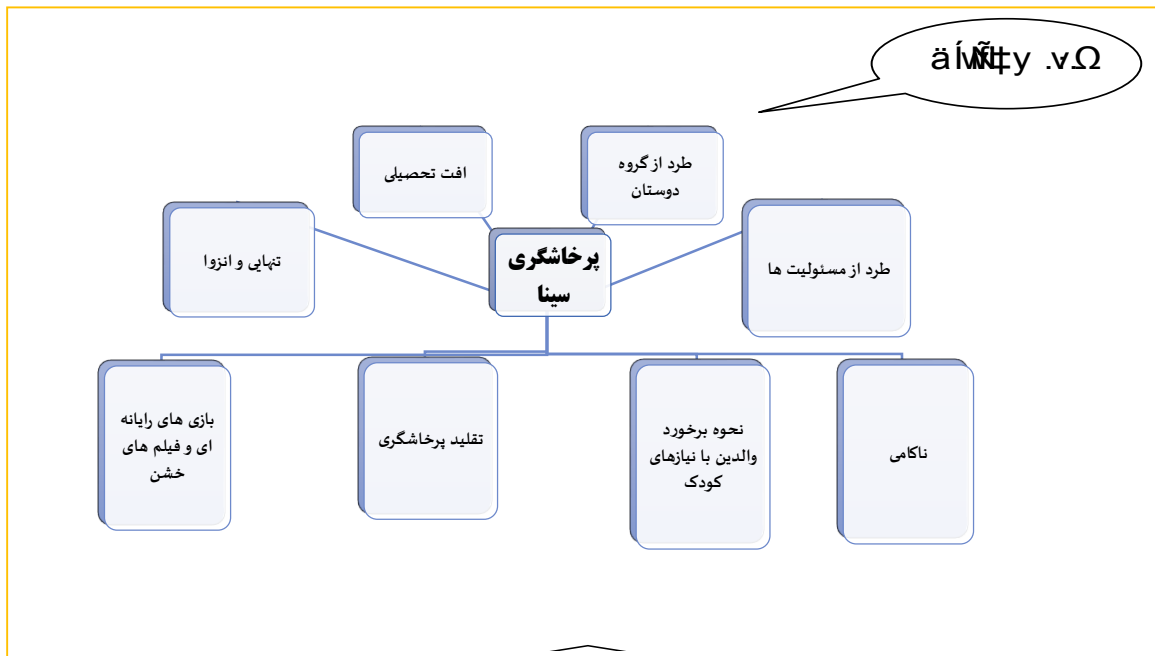 افت تحصیلی
طرد از گروه
دوستان
تنهایی و انزوا
پرخاشگری
سینا
طرد از مسئولیت ها
بازی های رایانه
ای و فیلم های
خشن
تقلید پرخاشگری
نحوه برخورد
والدین با نیازهای
کودک
ناکامی